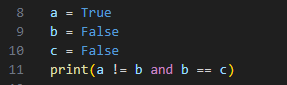 8 a = True
9 b = False
10 c = False
11 print(a != b and b == c)